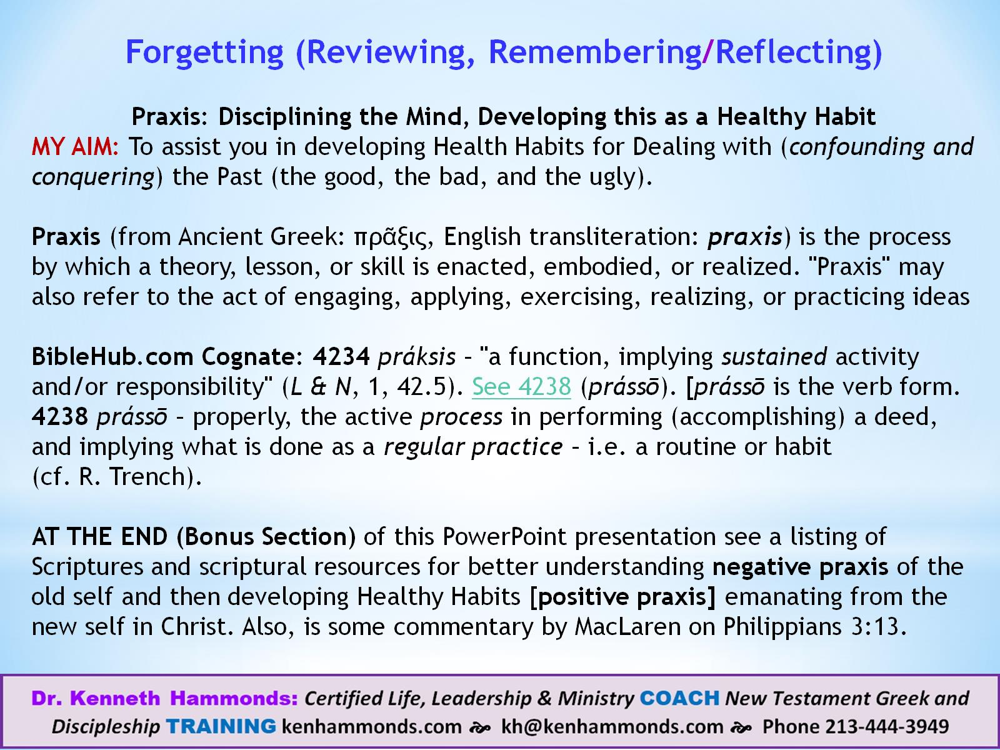 Forgetting (Reviewing, Remembering/Reflecting)
Praxis: Disciplining the Mind, Developing this as a Healthy Habit
MY AIM: To assist you in developing Health Habits for Dealing with (confounding and
conquering) the Past (the good, the bad, and the ugly).
Praxis (from Ancient Greek: πρᾶξις, English transliteration: praxis) is the process
by which a theory, lesson, or skill is enacted, embodied, or realized. "Praxis" may
also refer to the act of engaging, applying, exercising, realizing, or practicing ideas
BibleHub.com Cognate: 4234 práksis – "a function, implying sustained activity
and/or responsibility" (L & N, 1, 42.5). See 4238 (prássō). [prássō is the verb form.
4238 prássō – properly, the active process in performing (accomplishing) a deed,
and implying what is done as a regular practice – i.e. a routine or habit
(cf. R. Trench).
AT THE END (Bonus Section) of this PowerPoint presentation see a listing of
Scriptures and scriptural resources for better understanding negative praxis of the
old self and then developing Healthy Habits [positive praxis] emanating from the
new self in Christ. Also, is some commentary by MacLaren on Philippians 3:13.
Dr. Kenneth Hammonds: Certified Life, Leadership & Ministry COACH New Testament Greek and
Discipleship TRAINING kenhammonds.com ❧ kh@kenhammonds.com ❧ Phone 213-444-3949